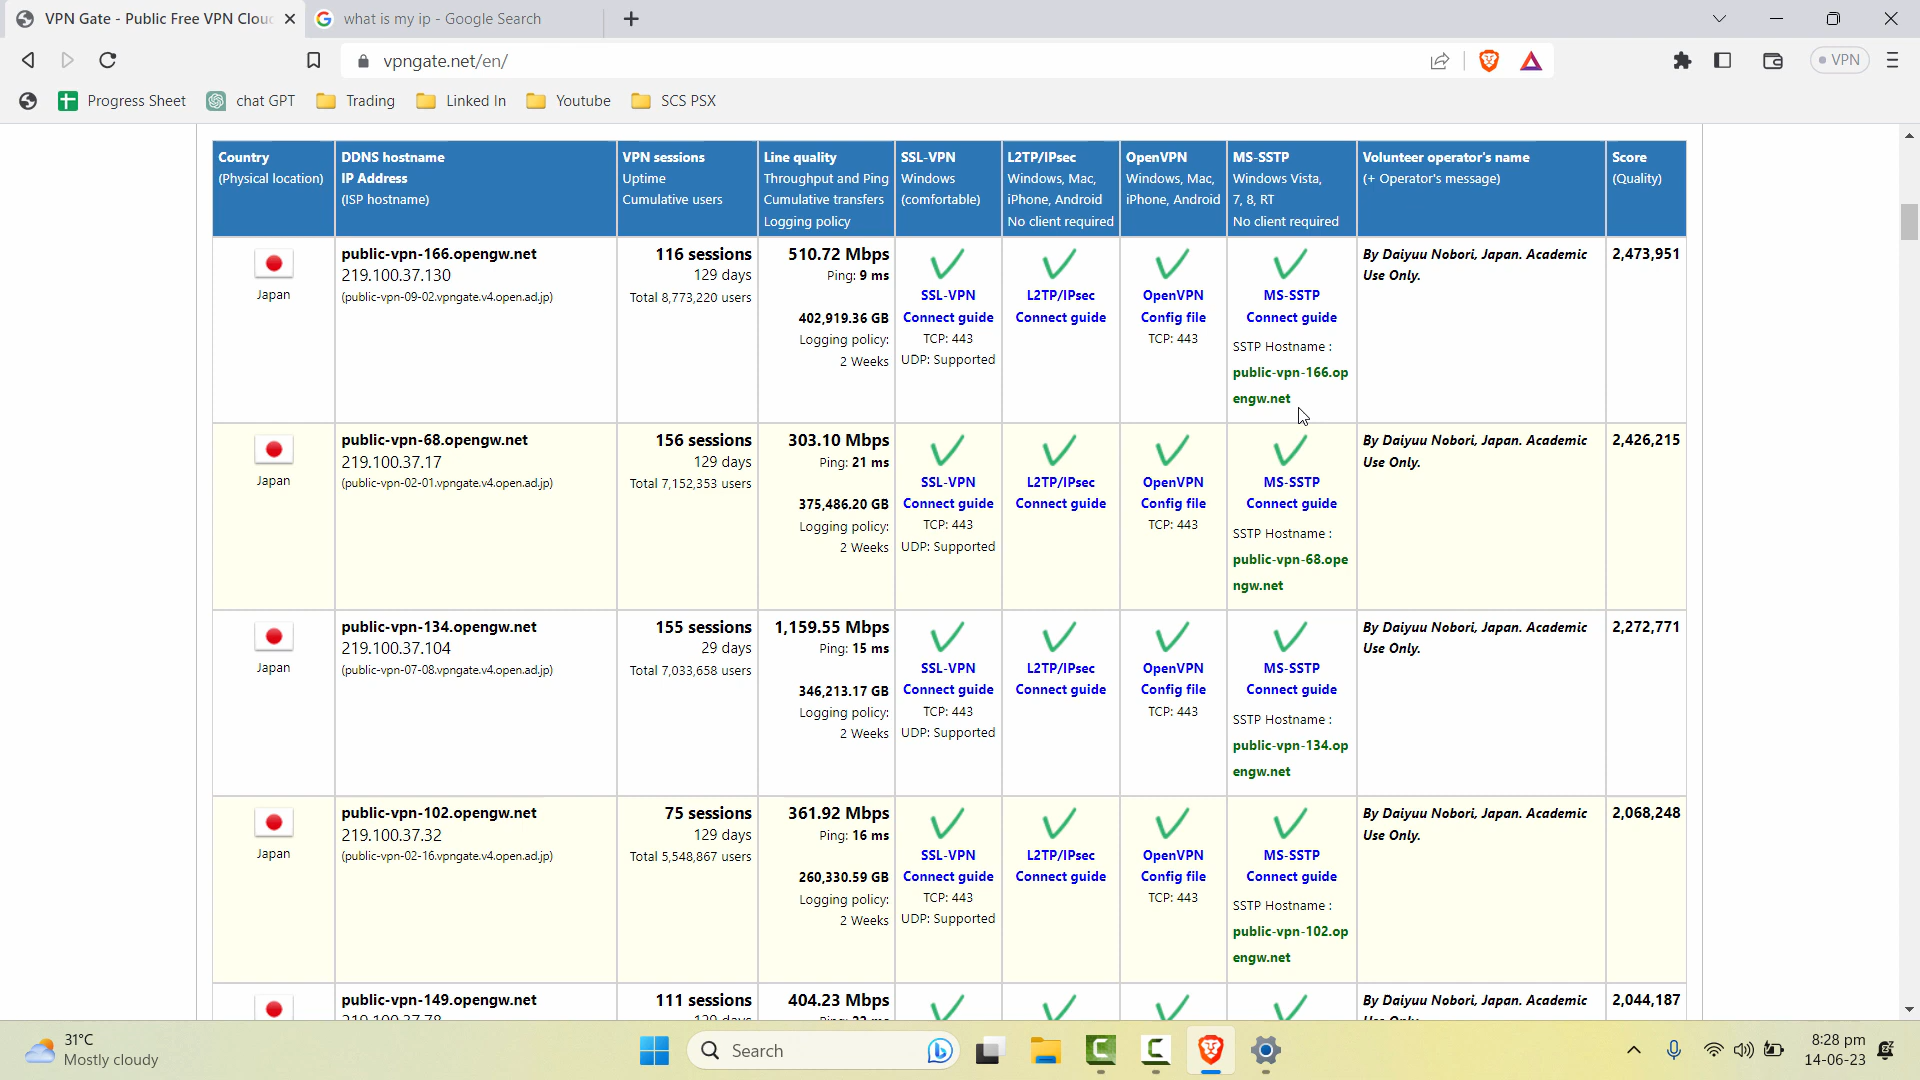 VPN Gate - Public Free VPN Clou
what is my ip - Google Search
vpngate.net/en/
VPN
Progress Sheet
chat GPT
Trading
Linked In
Youtube
SCS PSX
Country
(Physical location)
DDNS hostname
IP Address
(ISP hostname)
VPN sessions
Uptime
Cumulative users
Line quality
Throughput and Ping
Cumulative transfers
Logging policy
SSL-VPN
Windows
(comfortable)
L2TP/IPsec
Windows, Mac,
iPhone, Android
No client required
OpenVPN
Windows, Mac,
iPhone, Android
MS-SSTP
Windows Vista,
7, 8, RT
No client required
Volunteer operator's name
(+ Operator's message)
Score
(Quality)
Japan
public-vpn-166.opengw.net
219.100.37.130
(public-vpn-09-02.vpngate.v4.open.ad.jp)
116 sessions
129 days
Total 8,773,220 users
510.72 Mbps
Ping: 9 ms
402,919.36 GB
Logging policy:
2 Weeks
SSL-VPN
Connect guide
TCP: 443
UDP: Supported
L2TP/IPsec
Connect guide
OpenVPN
Config file
TCP: 443
MS-SSTP
Connect guide
SSTP Hostname :
public-vpn-166.op
engw.net
By Daiyuu Nobori, Japan. Academic
Use Only.
2,473,951
Japan
public-vpn-68.opengw.net
219.100.37.17
(public-vpn-02-01.vpngate.v4.open.ad.jp)
156 sessions
129 days
Total 7,152,353 users
303.10 Mbps
Ping: 21 ms
375,486.20 GB
Logging policy:
2 Weeks
SSL-VPN
Connect guide
TCP: 443
UDP: Supported
L2TP/IPsec
Connect guide
OpenVPN
Config file
TCP: 443
MS-SSTP
Connect guide
SSTP Hostname :
public-vpn-68.ope
ngw.net
By Daiyuu Nobori, Japan. Academic
Use Only.
2,426,215
Japan
public-vpn-134.opengw.net
219.100.37.104
(public-vpn-07-08.vpngate.v4.open.ad.jp)
155 sessions
29 days
Total 7,033,658 users
1,159.55 Mbps
Ping: 15 ms
346,213.17 GB
Logging policy:
2 Weeks
SSL-VPN
Connect guide
TCP: 443
UDP: Supported
L2TP/IPsec
Connect guide
OpenVPN
Config file
TCP: 443
MS-SSTP
Connect guide
SSTP Hostname :
public-vpn-134.op
engw.net
By Daiyuu Nobori, Japan. Academic
Use Only.
2,272,771
Japan
public-vpn-102.opengw.net
219.100.37.32
(public-vpn-02-16.vpngate.v4.open.ad.jp)
75 sessions
129 days
Total 5,548,867 users
361.92 Mbps
Ping: 16 ms
260,330.59 GB
Logging policy:
2 Weeks
SSL-VPN
Connect guide
TCP: 443
UDP: Supported
L2TP/IPsec
Connect guide
OpenVPN
Config file
TCP: 443
MS-SSTP
Connect guide
SSTP Hostname :
public-vpn-102.op
engw.net
By Daiyuu Nobori, Japan. Academic
Use Only.
2,068,248
public-vpn-149.opengw.net
111 sessions
404.23 Mbps
By Daiyuu Nobori, Japan. Academic
2,044,187
31°C
Mostly cloudy
Search
8:28 pm
14-06-23